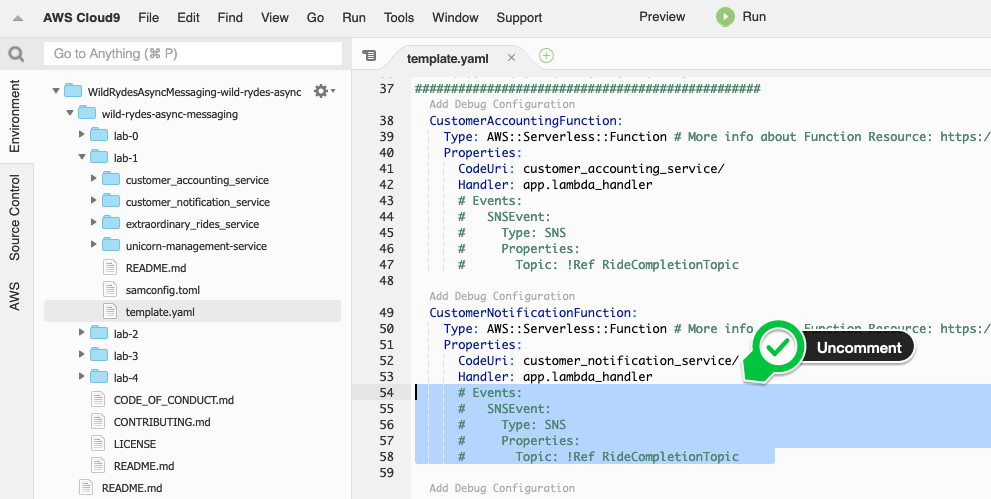 AWS Cloud9 File Edit Find View Go Run Tools Window Support Preview Run
Go to Anything (⌘ P)
template.yaml
Environment
Source Control
AWS
WildRydesAsyncMessaging-wild-rydes-async
wild-rydes-async-messaging
lab-0
lab-1
customer_accounting_service
customer_notification_service
extraordinary_rides_service
unicorn-management-service
README.md
samconfig.toml
template.yaml
lab-2
lab-3
lab-4
CODE_OF_CONDUCT.md
CONTRIBUTING.md
LICENSE
README.md
README.md
37 ################################################
Add Debug Configuration
38 CustomerAccountingFunction:
39 Type: AWS::Serverless::Function # More info about Function Resource: https:/
40 Properties:
41 CodeUri: customer_accounting_service/
42 Handler: app.lambda_handler
43 # Events:
44 # SNSEvent:
45 # Type: SNS
46 # Properties:
47 # Topic: !Ref RideCompletionTopic
48
Add Debug Configuration
49 CustomerNotificationFunction:
50 Type: AWS::Serverless::Function # More info Function Resource: https:/
51 Properties:
52 CodeUri: customer_notification_service/
Uncomment
53 Handler: app.lambda_handler
54 # Events:
55 # SNSEvent:
56 # Type: SNS
57 # Properties:
58 # Topic: !Ref RideCompletionTopic
59
Add Debug Configuration